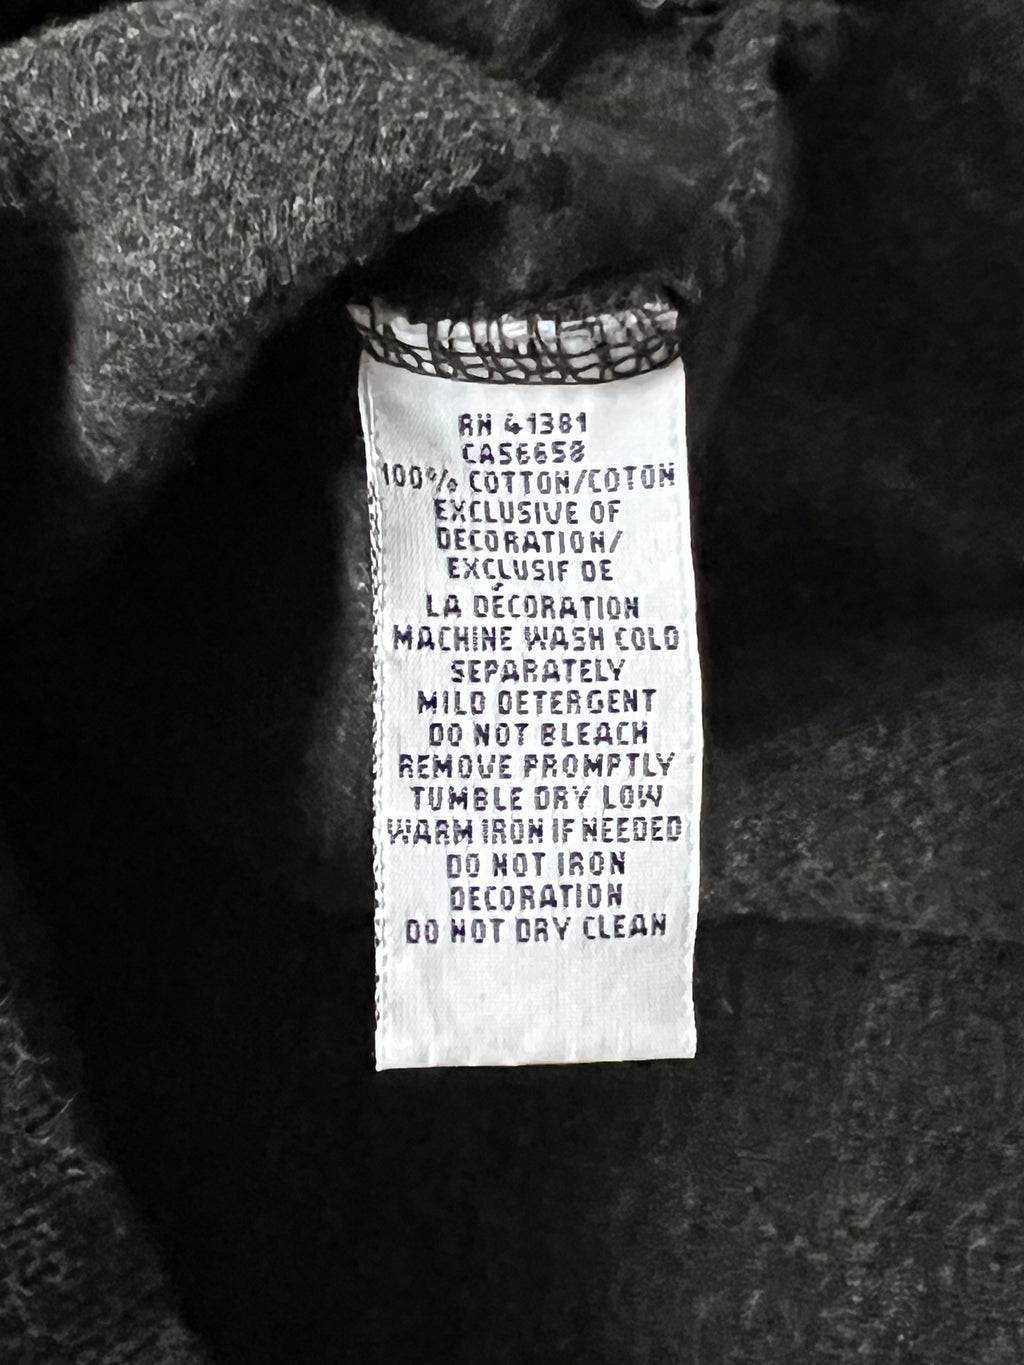 RN 41381
CA56658
100% COTTON/COTON
EXCLUSIVE OF
DECORATION/
EXCLUSIF DE
LA DÉCORATION
MACHINE WASH COLD
SEPARATELY
MILD DETERGENT
DO NOT BLEACH
REMOVE PROMPTLY
TUMBLE DRY LOW
WARM IRON IF NEEDED
DO NOT IRON
DECORATION
DO NOT DRY CLEAN